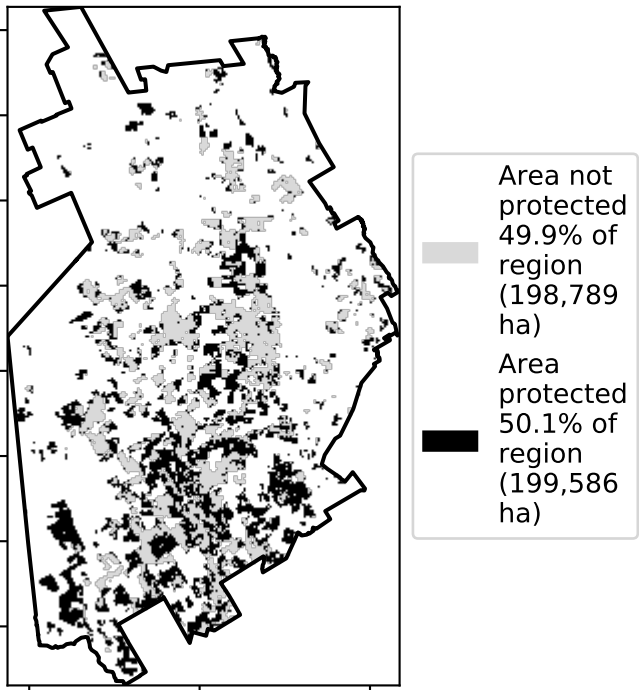 Area not
protected
49.9% of
region
(198,789
ha)
Area
protected
50.1% of
region
(199,586
ha)